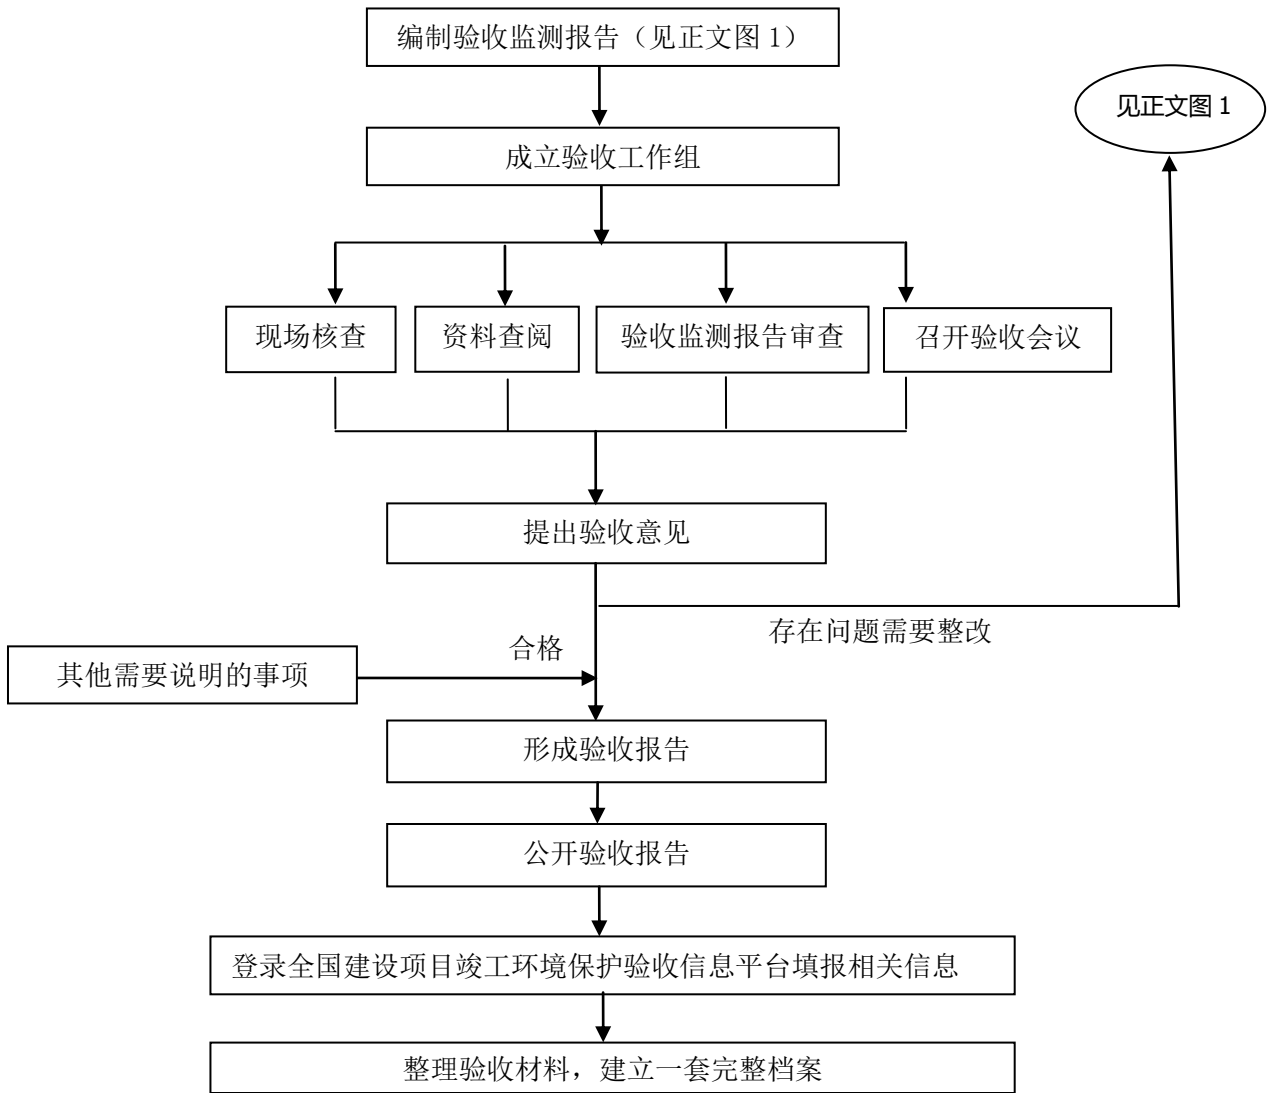 编制验收监测报告（见正文图 1）
见正文图 1
成立验收工作组
现场核查
资料查阅
验收监测报告审查
召开验收会议
提出验收意见
存在问题需要整改
合格
其他需要说明的事项
形成验收报告
公开验收报告
登录全国建设项目竣工环境保护验收信息平台填报相关信息
整理验收材料，建立一套完整档案